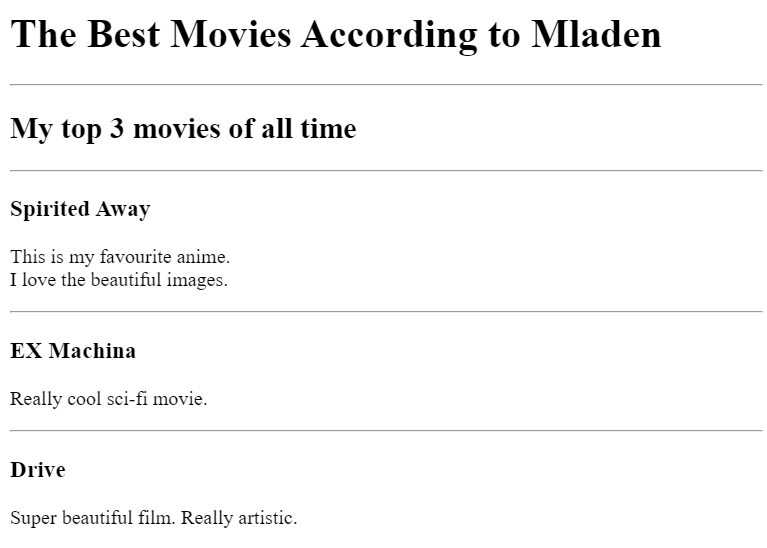 The Best Movies According to Mladen
My top 3 movies of all time
Spirited Away
This is my favourite anime.
I love the beautiful images.
EX Machina
Really cool sci-fi movie.
Drive
Super beautiful film. Really artistic.